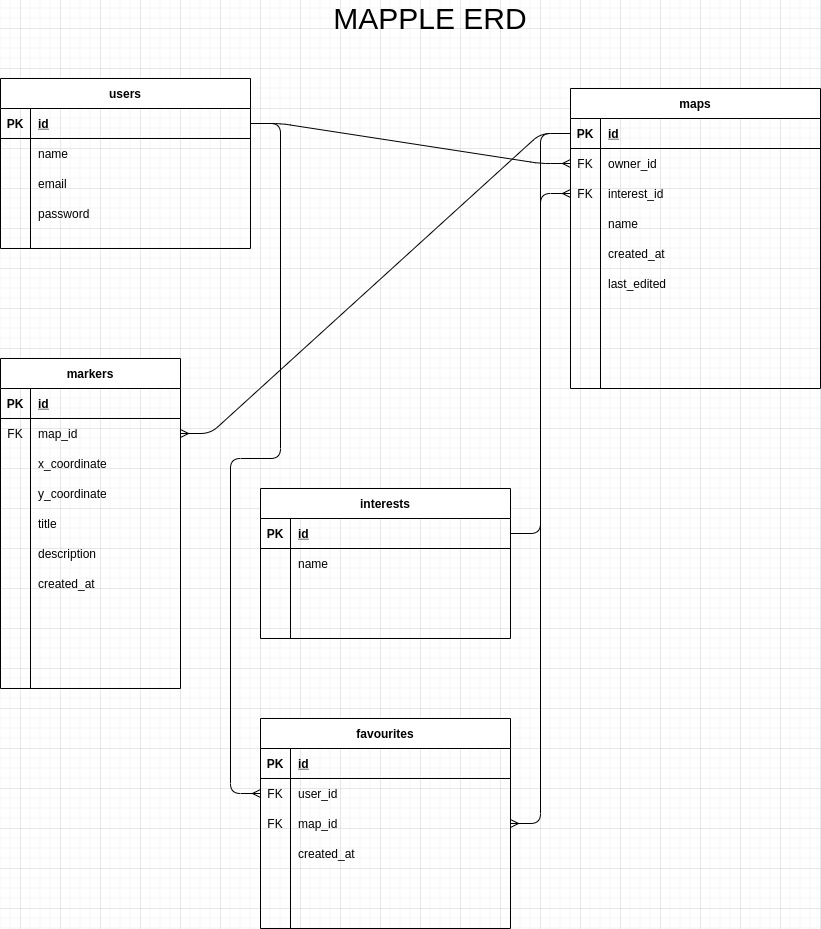 MAPPLE ERD
users
PK id
name
email
password
maps
PK id
FK owner_id
FK interest_id
name
created_at
last_edited
markers
PK id
FK map_id
x_coordinate
y_coordinate
title
description
created_at
interests
PK id
name
favourites
PK id
FK user_id
FK map_id
created_at